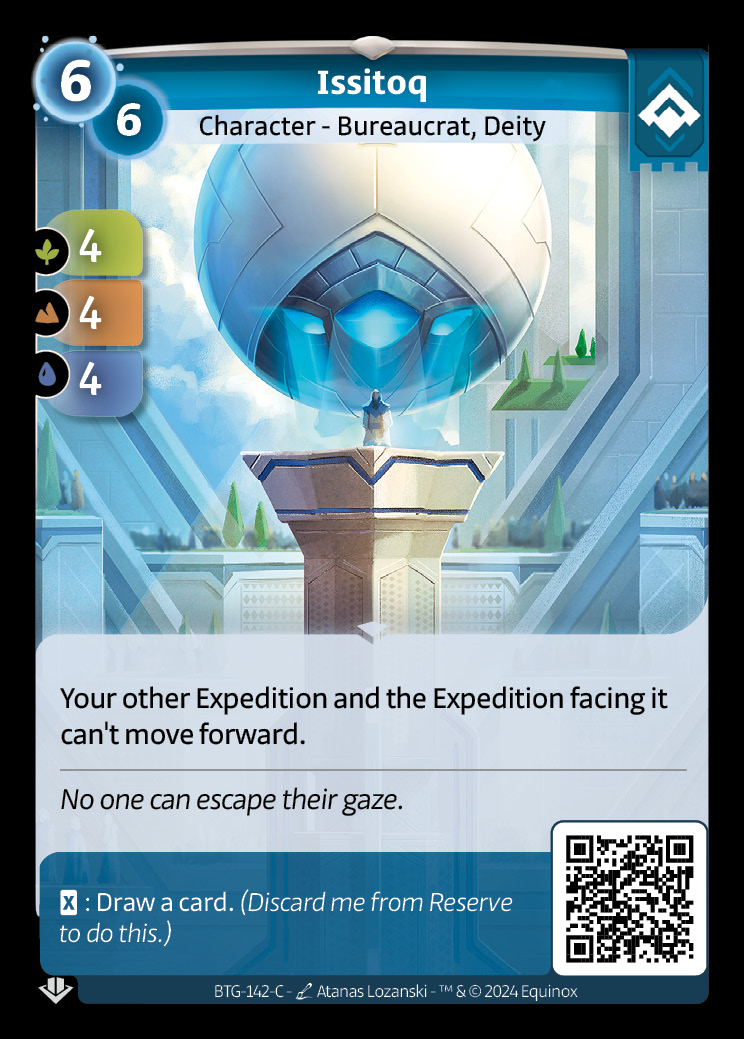 6
Issitoq
6
Character - Bureaucrat, Deity
4
4
4
Your other Expedition and the Expedition facing it
can't move forward.
No one can escape their gaze.
X : Draw a card. (Discard me from Reserve
to do this.)
BTG-142-C - Atanas Lozanski - ™ & © 2024 Equinox